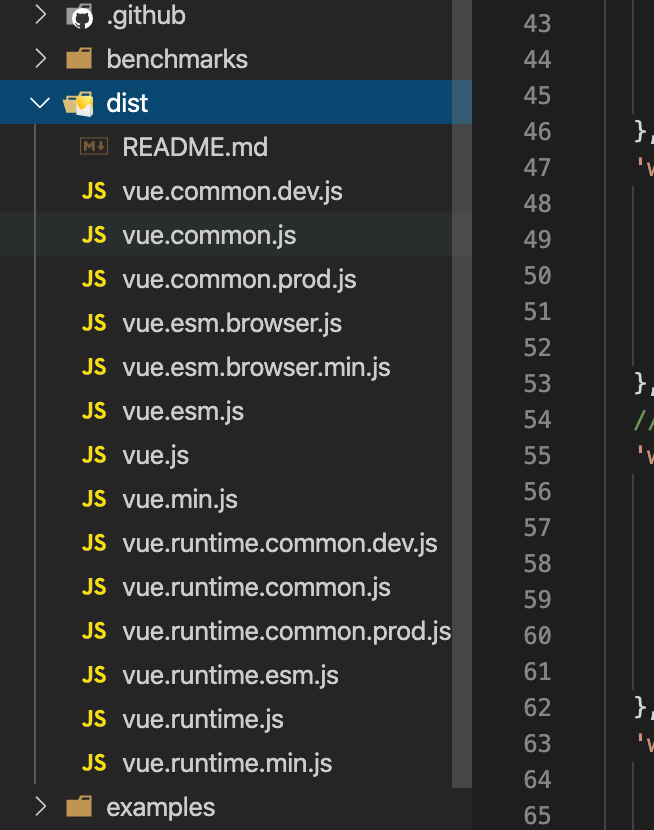 .github
benchmarks
dist
README.md
JS vue.common.dev.js
JS vue.common.js
JS vue.common.prod.js
JS vue.esm.browser.js
JS vue.esm.browser.min.js
JS vue.esm.js
JS vue.js
JS vue.min.js
JS vue.runtime.common.dev.js
JS vue.runtime.common.js
JS vue.runtime.common.prod.js
JS vue.runtime.esm.js
JS vue.runtime.js
JS vue.runtime.min.js
examples
43
44
45
46 },
47 'w
48
49
50
51
52
53 },
54 //
55 'w
56
57
58
59
60
61
62 },
63 'w
64
65